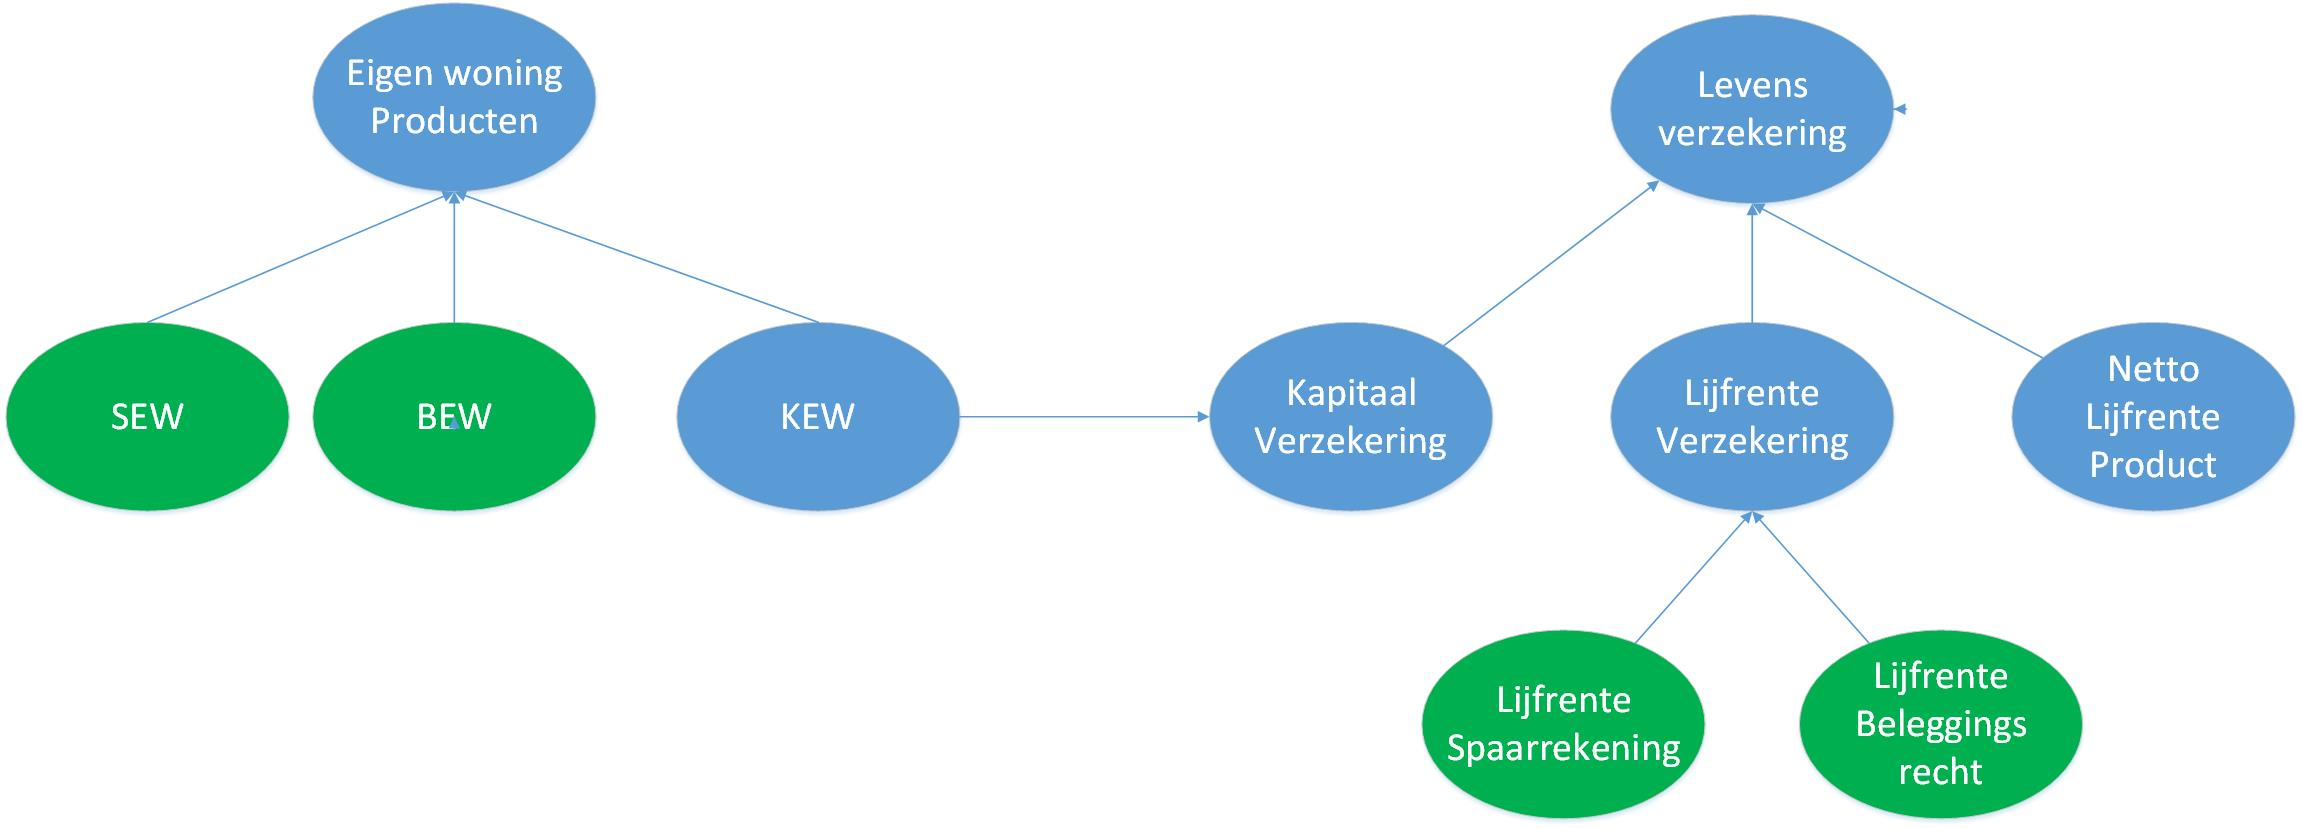 Eigen woning
Producten
Levens
verzekering
SEW
BEW
KEW
Kapitaal
Verzekering
Lijfrente
Verzekering
Netto
Lijfrente
Product
Lijfrente
Spaarrekening
Lijfrente
Beleggings
recht